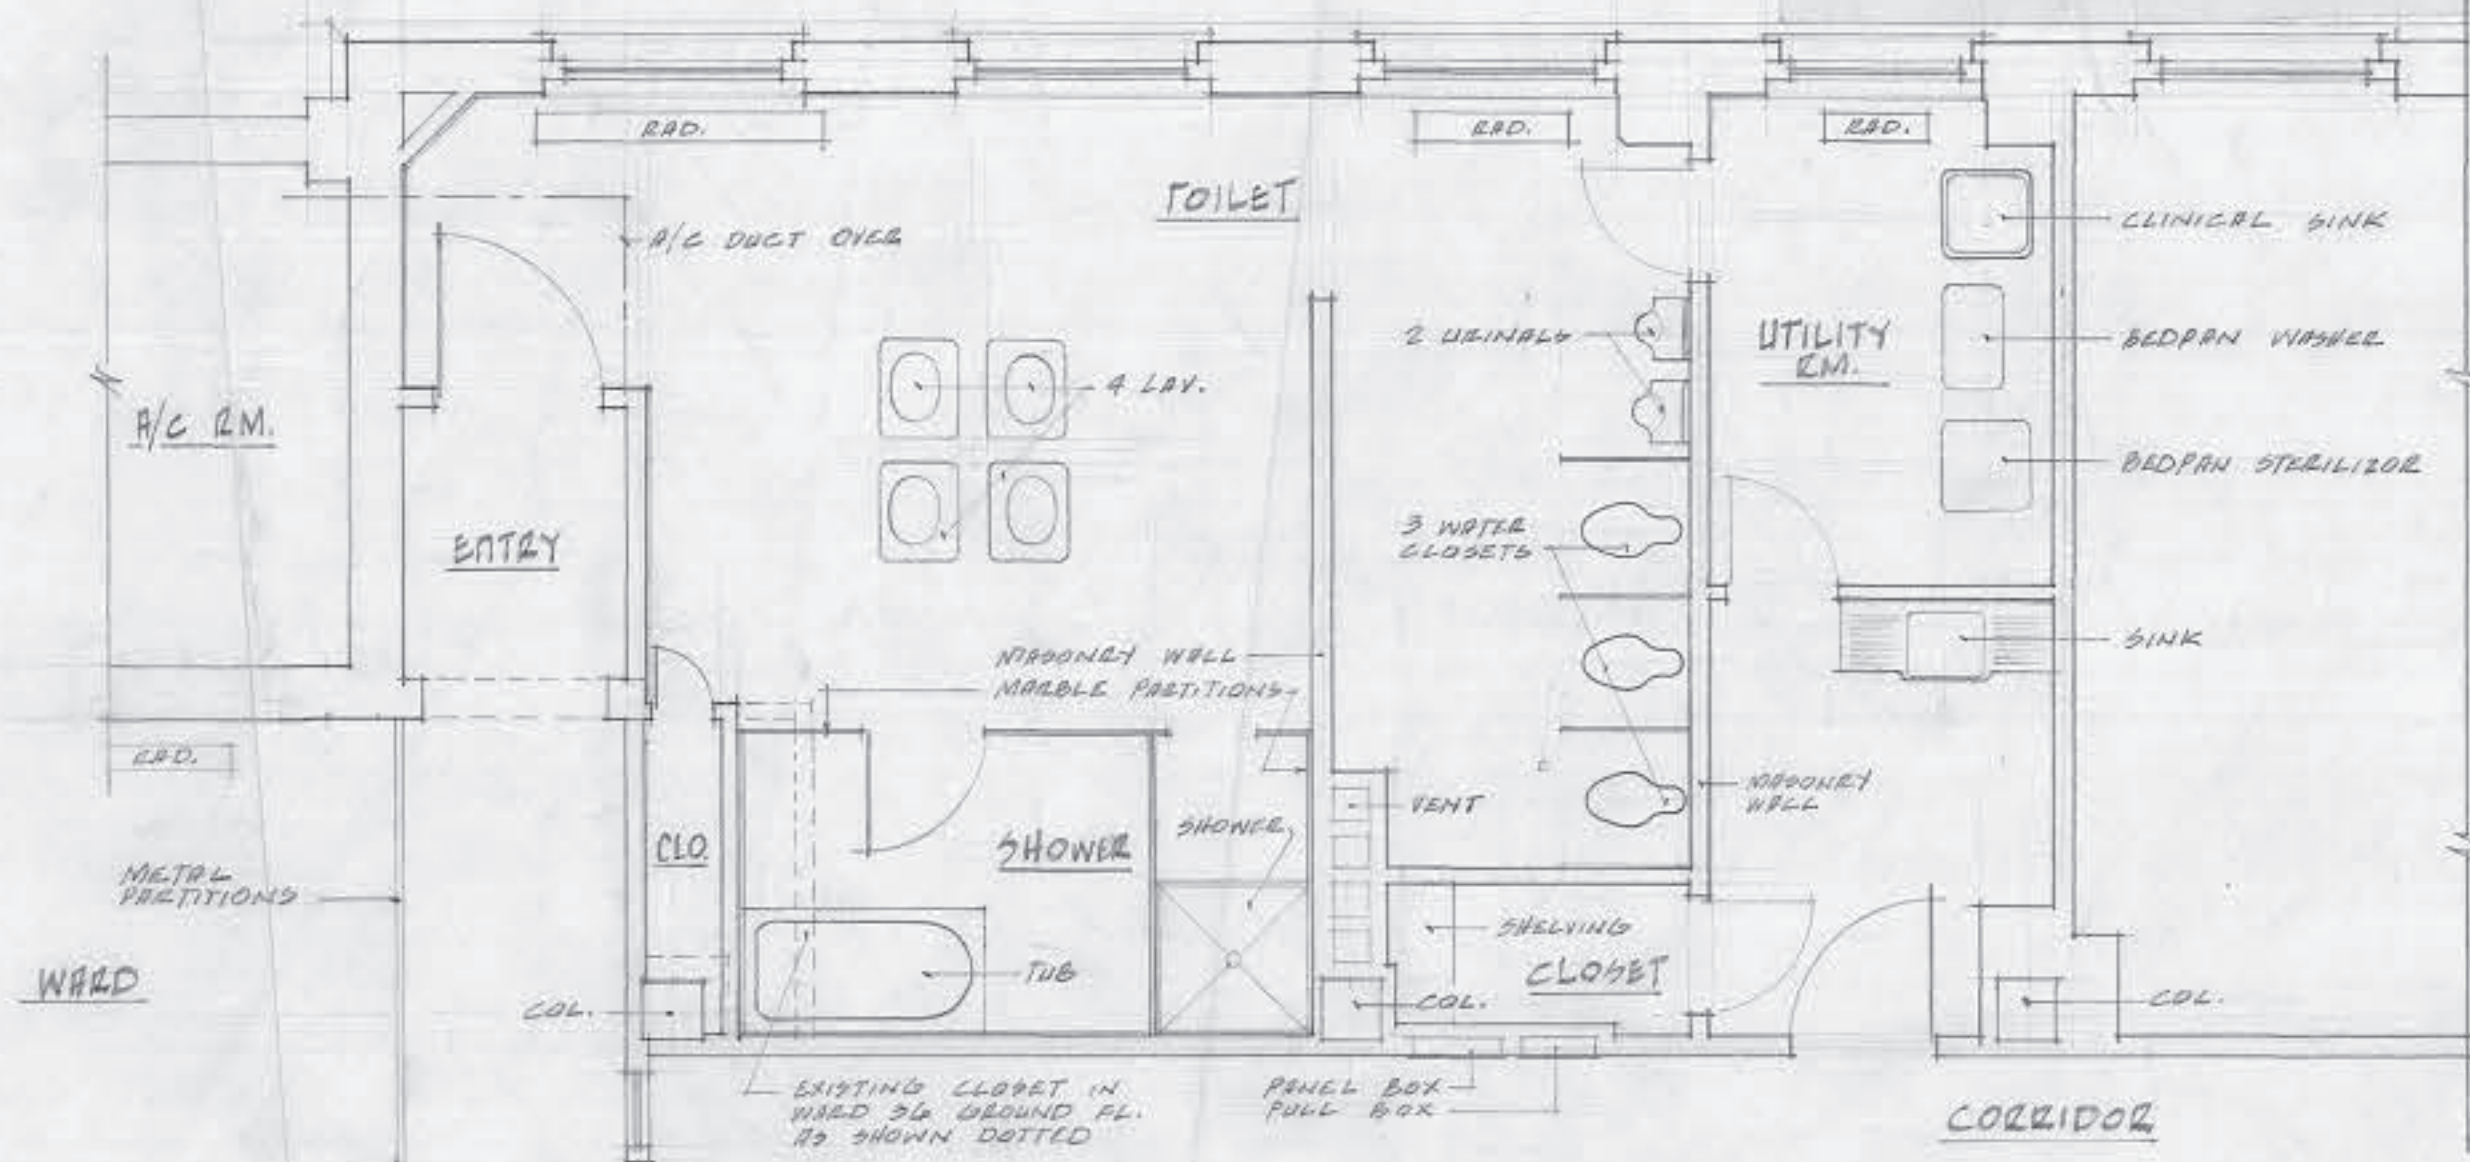 RAD.
RAD.
RAD.
TOILET
CLINICAL SINK
A/C DUCT OVER
2 URINALS
UTILITY
RM.
BEDPAN WASHER
4 LAV.
A/C RM.
BEDPAN STERILIZOR
ENTRY
3 WATER
CLOSETS
SINK
MASONRY WALL
MARBLE PARTITIONS
RAD.
MASONRY
WALL
VENT
SHOWER
CLO.
SHOWER
METAL
PARTITIONS
SHELVING
CLOSET
WARD
TUB
COL.
COL.
COL.
EXISTING CLOSET IN
WARD 36 GROUND FL.
AS SHOWN DOTTED
PANEL BOX
PULL BOX
CORRIDOR